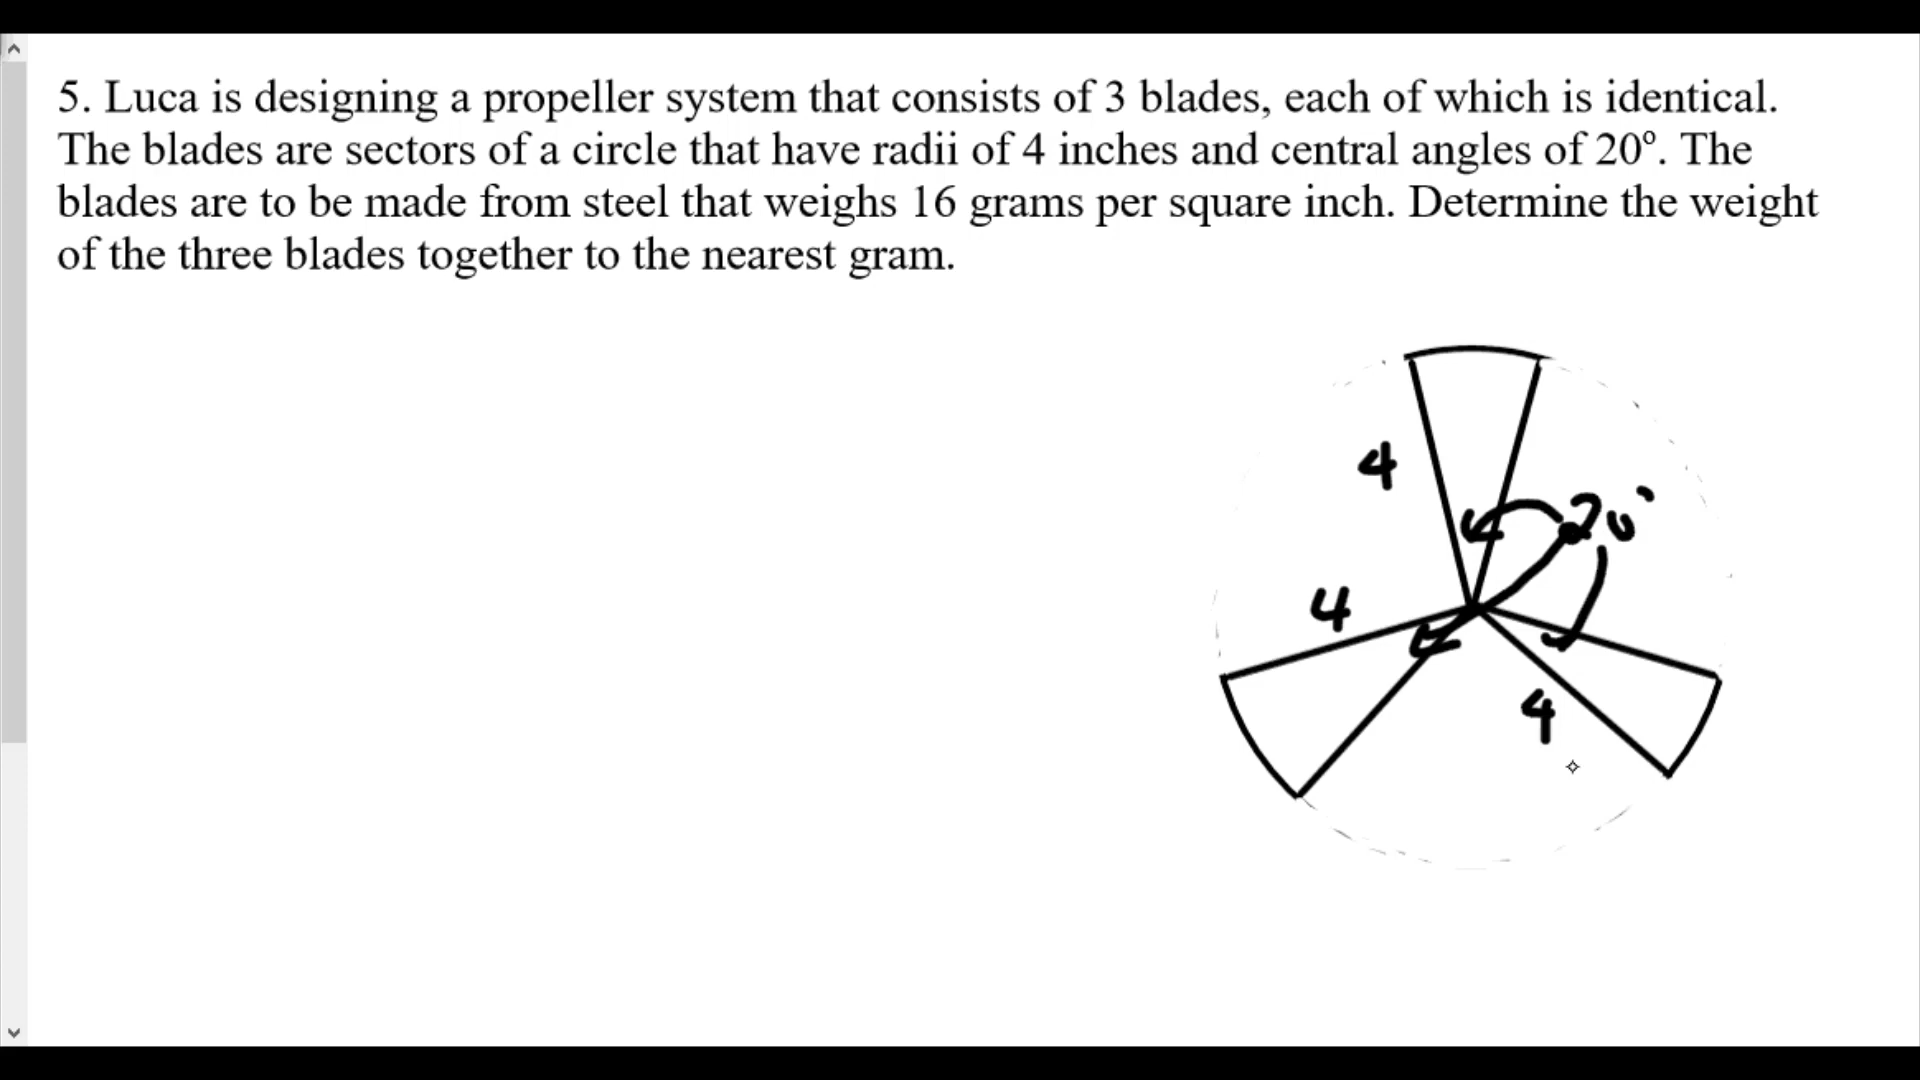 5. Luca is designing a propeller system that consists of 3 blades, each of which is identical.
The blades are sectors of a circle that have radii of 4 inches and central angles of 20º. The
blades are to be made from steel that weighs 16 grams per square inch. Determine the weight
of the three blades together to the nearest gram.
4
20°
4
4